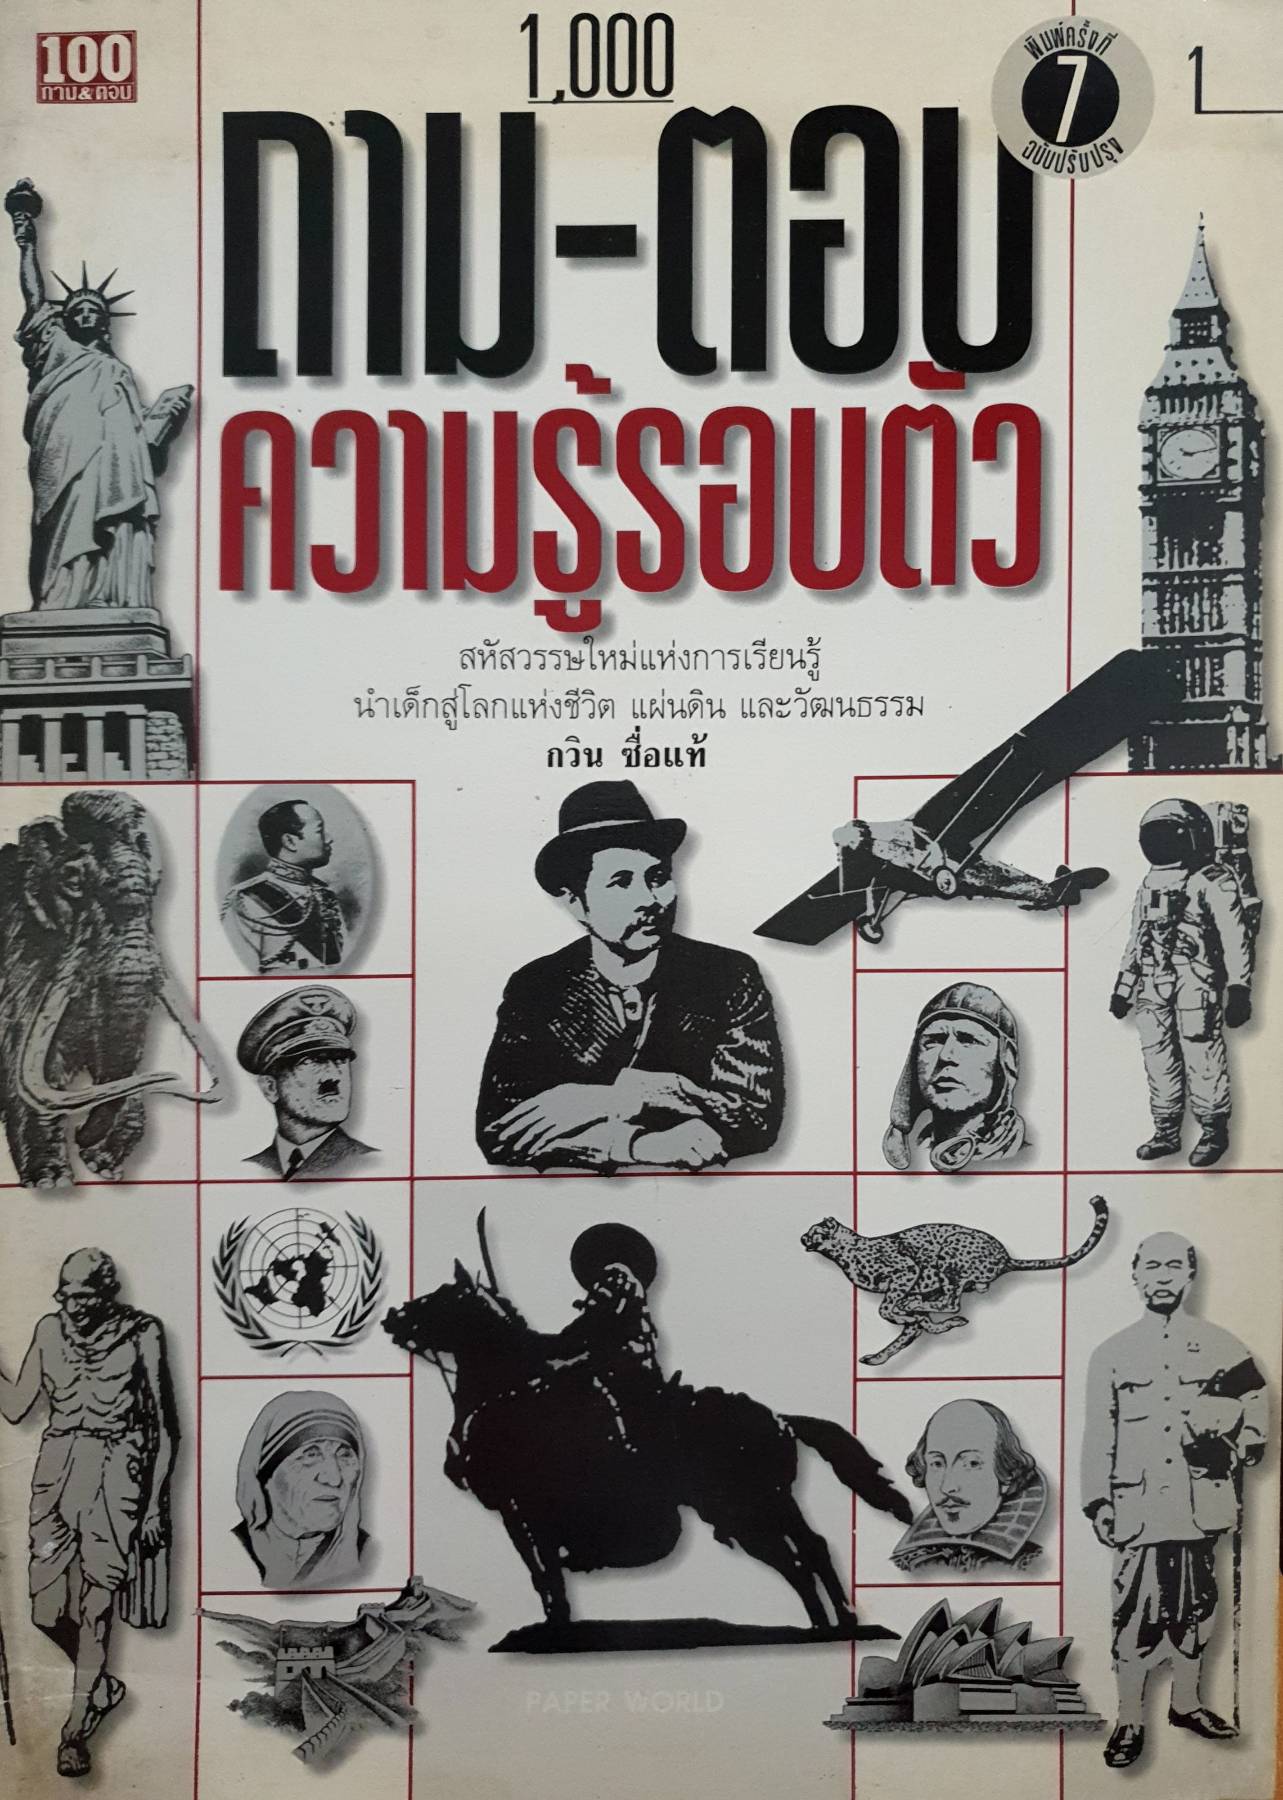 100
ถาม&ตอบ
1,000
พิมพ์ครั้งที่
7
ฉบับปรับปรุง
1
ถาม-ตอบ
ความรู้รอบตัว
สหัสวรรษใหม่แห่งการเรียนรู้
นำเด็กสู่โลกแห่งชีวิต แผ่นดิน และวัฒนธรรม
กวิน ซื่อแท้
PAPER WORLD